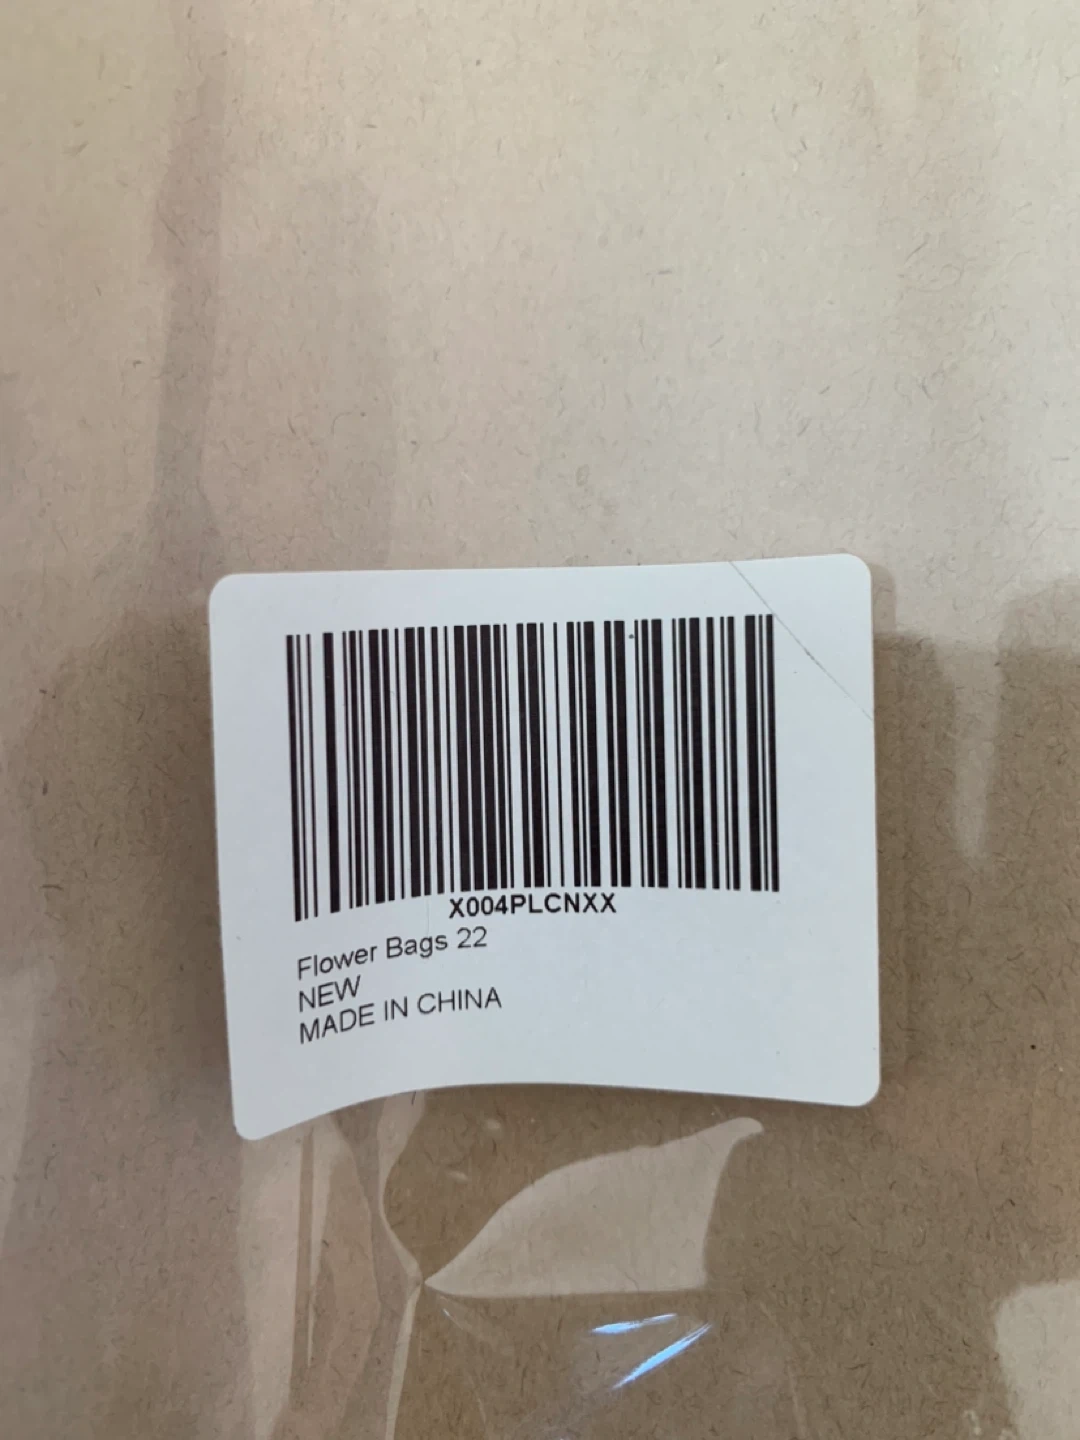 X004PLCNXX
Flower Bags 22
NEW
MADE IN CHINA